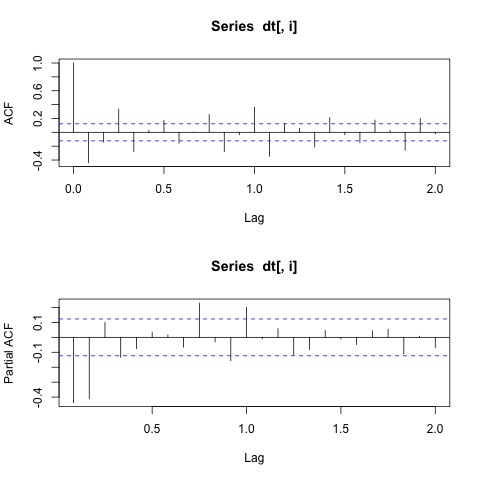 Series dt[, i]
ACF
1.0
0.6
0.2
-0.4
0.0 0.5 1.0 1.5 2.0
Lag
Series dt[, i]
Partial ACF
0.1
-0.1
-0.4
0.5 1.0 1.5 2.0
Lag